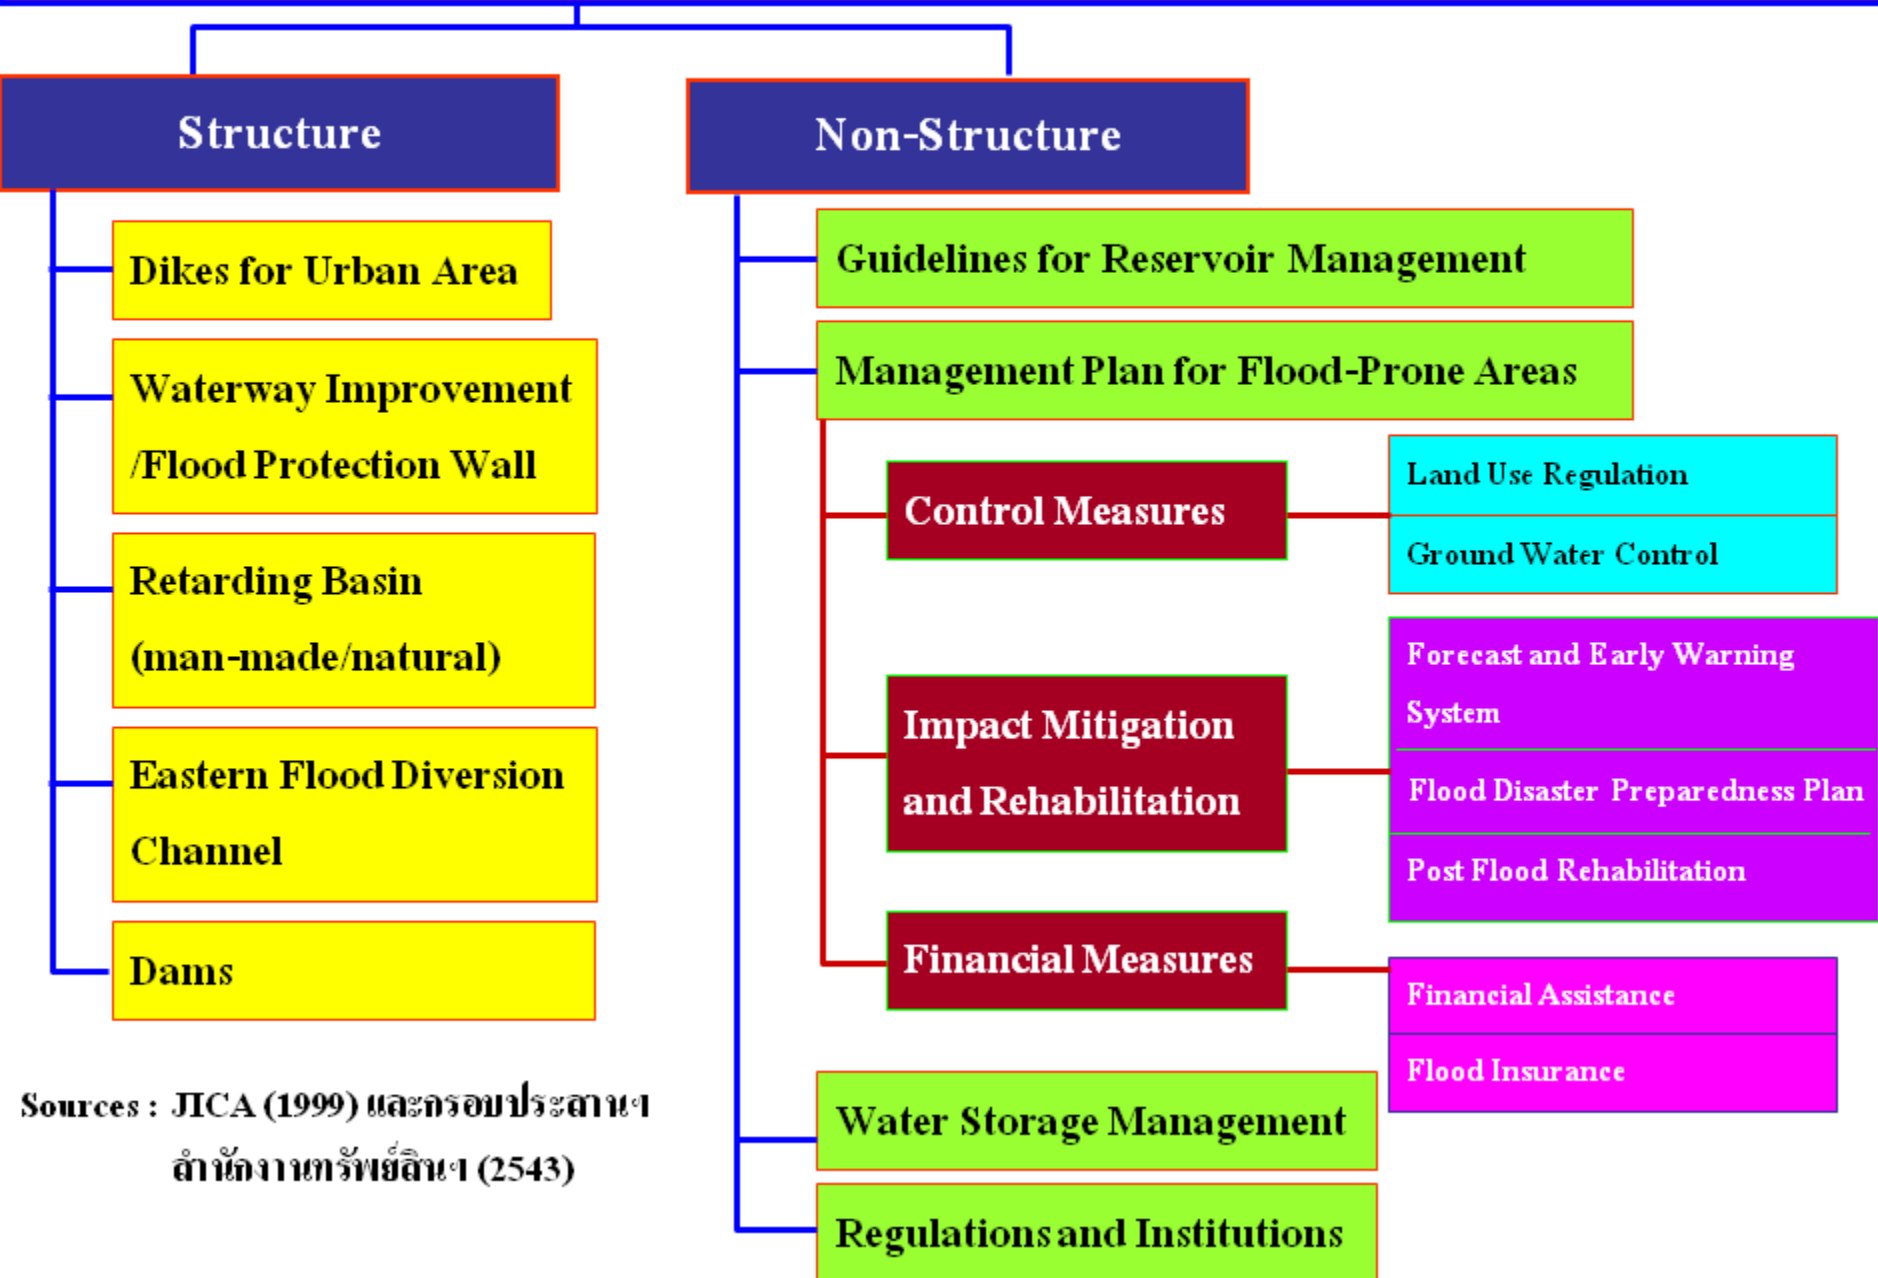 Structure
Dikes for Urban Area
Waterway Improvement
/Flood Protection Wall
Retarding Basin
(man-made/natural)
Eastern Flood Diversion
Channel
Dams
Sources : JICA (1999) และกรอบประสานฯ
สำนักงานทรัพย์สินฯ (2543)
Non-Structure
Guidelines for Reservoir Management
Management Plan for Flood-Prone Areas
Control Measures
Land Use Regulation
Ground Water Control
Impact Mitigation
and Rehabilitation
Forecast and Early Warning
System
Flood Disaster Preparedness Plan
Post Flood Rehabilitation
Financial Measures
Financial Assistance
Flood Insurance
Water Storage Management
Regulations and Institutions